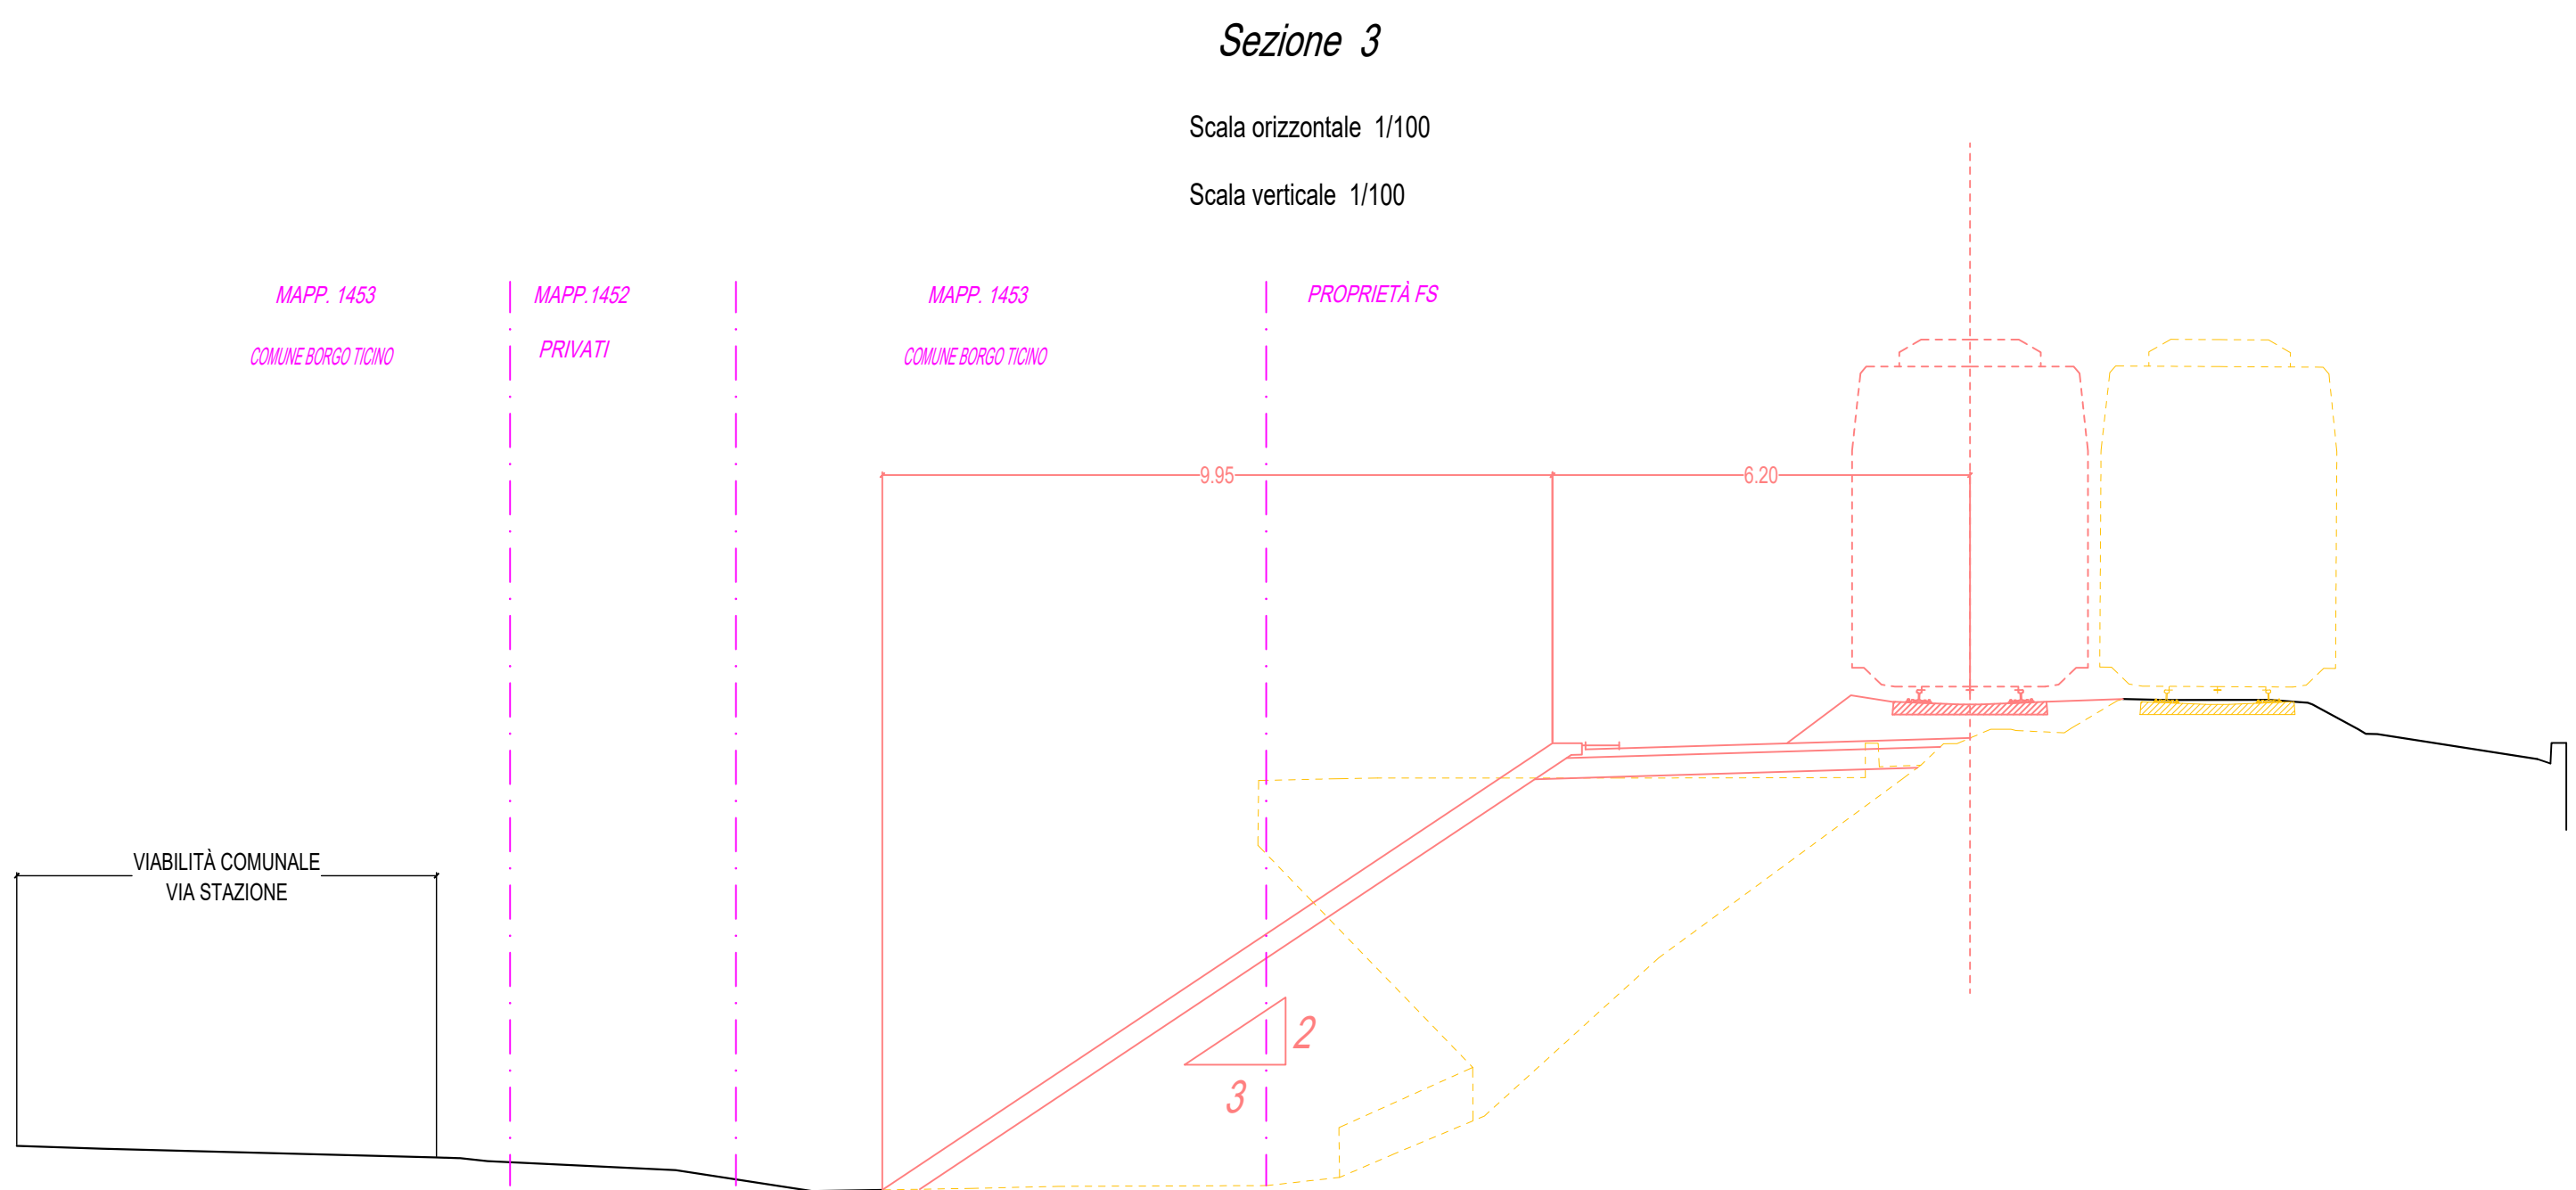 Sezione 3
Scala orizzontale 1/100
Scala verticale 1/100
MAPP. 1453
COMUNE BORGO TICINO
MAPP.1452
PRIVATI
MAPP. 1453
COMUNE BORGO TICINO
PROPRIETÀ FS
9.95
6.20
VIABILITÀ COMUNALE
VIA STAZIONE
2
3